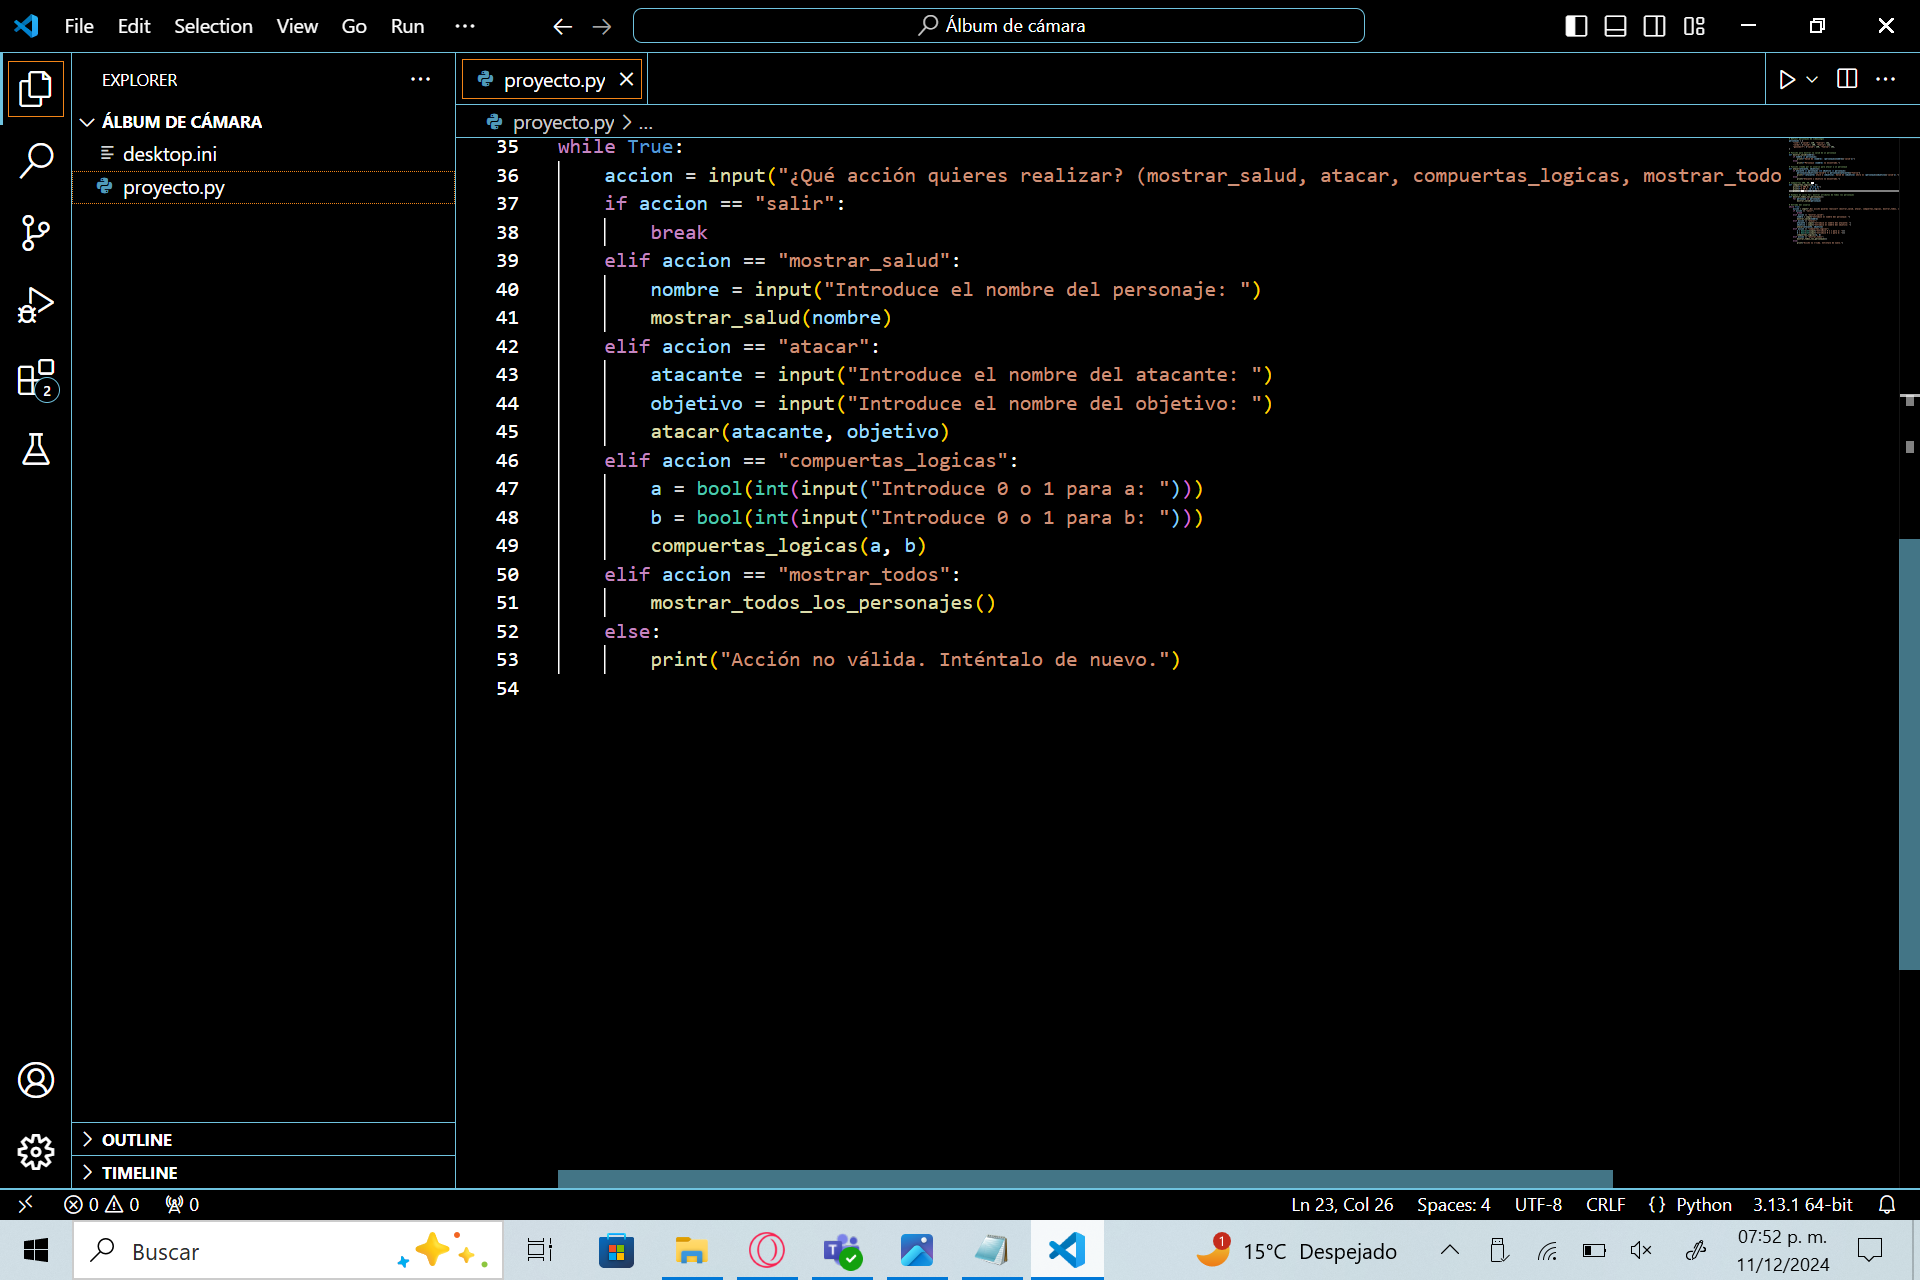 File Edit Selection View Go Run ···
Álbum de cámara
EXPLORER
ÁLBUM DE CÁMARA
desktop.ini
proyecto.py
OUTLINE
TIMELINE
proyecto.py
proyecto.py > ...
35 while True:
36 accion = input("¿Qué acción quieres realizar? (mostrar_salud, atacar, compuertas_logicas, mostrar_todo
37 if accion == "salir":
38 break
39 elif accion == "mostrar_salud":
40 nombre = input("Introduce el nombre del personaje: ")
41 mostrar_salud(nombre)
42 elif accion == "atacar":
43 atacante = input("Introduce el nombre del atacante: ")
44 objetivo = input("Introduce el nombre del objetivo: ")
45 atacar(atacante, objetivo)
46 elif accion == "compuertas_logicas":
47 a = bool(int(input("Introduce 0 o 1 para a: ")))
48 b = bool(int(input("Introduce 0 o 1 para b: ")))
49 compuertas_logicas(a, b)
50 elif accion == "mostrar_todos":
51 mostrar_todos_los_personajes()
52 else:
53 print("Acción no válida. Inténtalo de nuevo.")
54
2
0 0 0
Ln 23, Col 26 Spaces: 4 UTF-8 CRLF {} Python 3.13.1 64-bit
Buscar
1
15°C Despejado
07:52 p. m.
11/12/2024